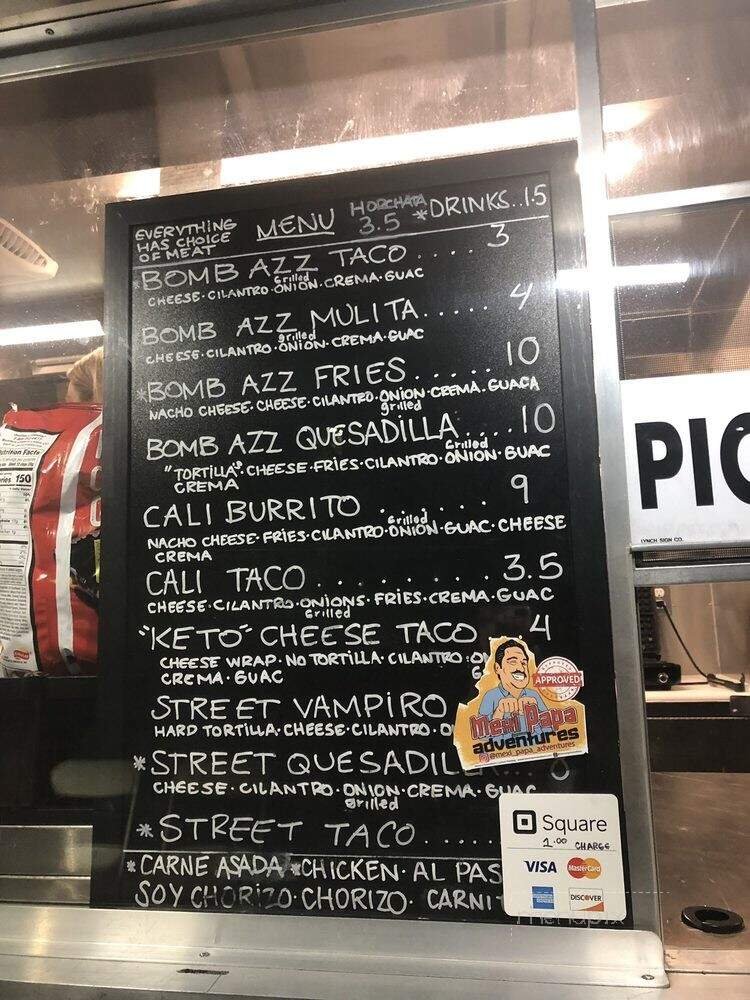 EVERYTHING HAS CHOICE OF MEAT
MENU
HORCHATA 3.5
*DRINKS..1.5
*BOMB AZZ TACO .... 3
CHEESE·CILANTRO·Grilled ONION·CREMA·GUAC
BOMB AZZ MULITA..... 4
CHEESE·CILANTRO·grilled ONION·CREMA·GUAC
*BOMB AZZ FRIES...... 10
NACHO CHEESE·CHEESE·CILANTRO·ONION·CREMA·GUACA
grilled
BOMB AZZ QUESADILLA....10
"TORTILLA"·CHEESE·FRIES·CILANTRO·Grilled ONION·GUAC
CREMA
CALI BURRITO ....... 9
NACHO CHEESE·FRIES·CILANTRO·Grilled ONION·GUAC·CHEESE
CREMA
CALI TACO......... 3.5
CHEESE·CILANTRO·ONIONS·FRIES·CREMA·GUAC
Grilled
"KETO" CHEESE TACO 4
CHEESE WRAP·NO TORTILLA·CILANTRO
CREMA·GUAC
STREET VAMPIRO
HARD TORTILLA·CHEESE·CILANTRO·
*STREET QUESADIL
CHEESE·CILANTRO·ONION·CREMA·GUAC
grilled
*STREET TACO.....
*CARNE ASADA *CHICKEN·AL PAS
SOY CHORIZO·CHORIZO·CARNI
APPROVED
Mexi Papa
adventures
@mexi_papa_adventures
Square
1.00 CHARGE
VISA
MasterCard
DISCOVER
PIC
LYNCH SIGN CO.
Nutrition Facts
150